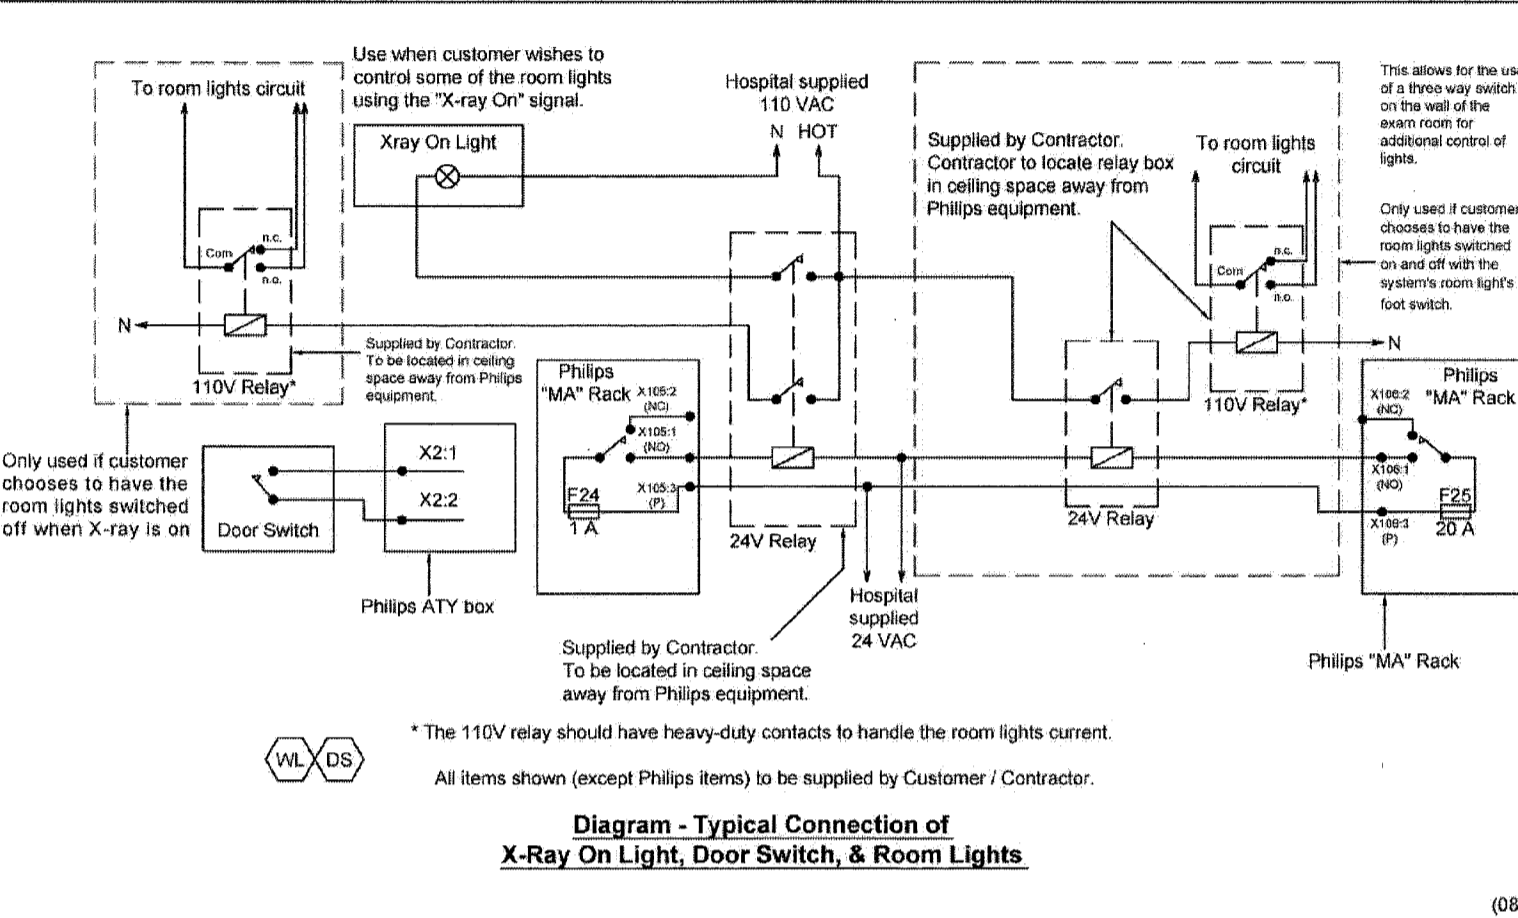 Use when customer wishes to
control some of the room lights
using the "X-ray On" signal.
To room lights circuit
Xray On Light
Hospital supplied
110 VAC
N HOT
Supplied by Contractor.
Contractor to locate relay box
in ceiling space away from
Philips equipment.
To room lights
circuit
This allows for the
of a three way switch
on the wall of the
exam room for
additional control of
lights.
Only used if customer
chooses to have the
room lights switched
on and off with the
system's room light's
foot switch.
Com
n.c.
n.o.
N
110V Relay*
Supplied by Contractor.
To be located in ceiling
space away from Philips
equipment.
Com
n.c.
n.o.
N
110V Relay*
Only used if customer
chooses to have the
room lights switched
off when X-ray is on
Door Switch
X2:1
X2:2
Philips ATY box
Philips
"MA" Rack
X105:2
(NC)
X105:1
(NO)
X105:3
(P)
F24
1 A
24V Relay
24V Relay
Philips
"MA" Rack
X106:2
(NC)
X106:1
(NO)
X106:3
(P)
F25
20 A
Hospital
supplied
24 VAC
Supplied by Contractor.
To be located in ceiling space
away from Philips equipment.
Philips "MA" Rack
* The 110V relay should have heavy-duty contacts to handle the room lights current.
WL DS
All items shown (except Philips items) to be supplied by Customer / Contractor.
Diagram - Typical Connection of
X-Ray On Light, Door Switch, & Room Lights
(08